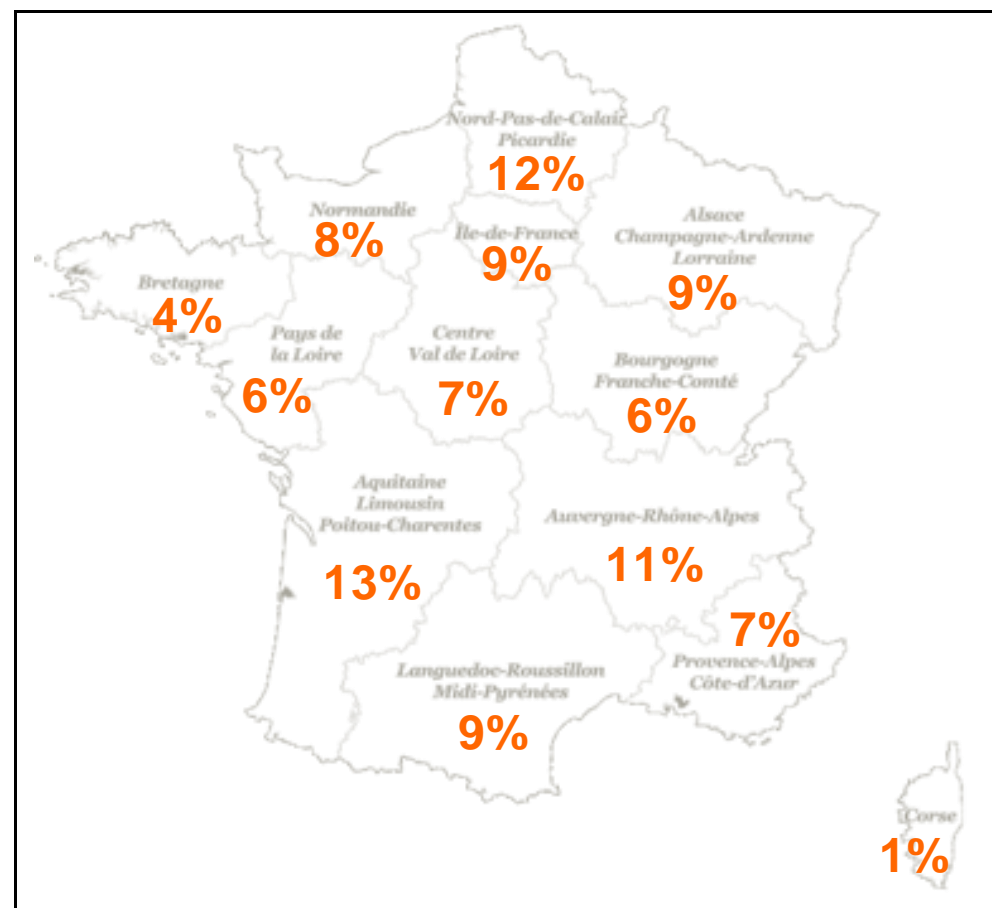 Nord-Pas-de-Calais
Picardie
12%
Normandie
8%
Île-de-France
9%
Alsace
Champagne-Ardenne
Lorraine
9%
Bretagne
4%
Pays de
la Loire
6%
Centre
Val de Loire
7%
Bourgogne
Franche-Comté
6%
Aquitaine
Limousin
Poitou-Charentes
13%
Auvergne-Rhône-Alpes
11%
7%
Provence-Alpes
Côte-d'Azur
Languedoc-Roussillon
Midi-Pyrénées
9%
Corse
1%